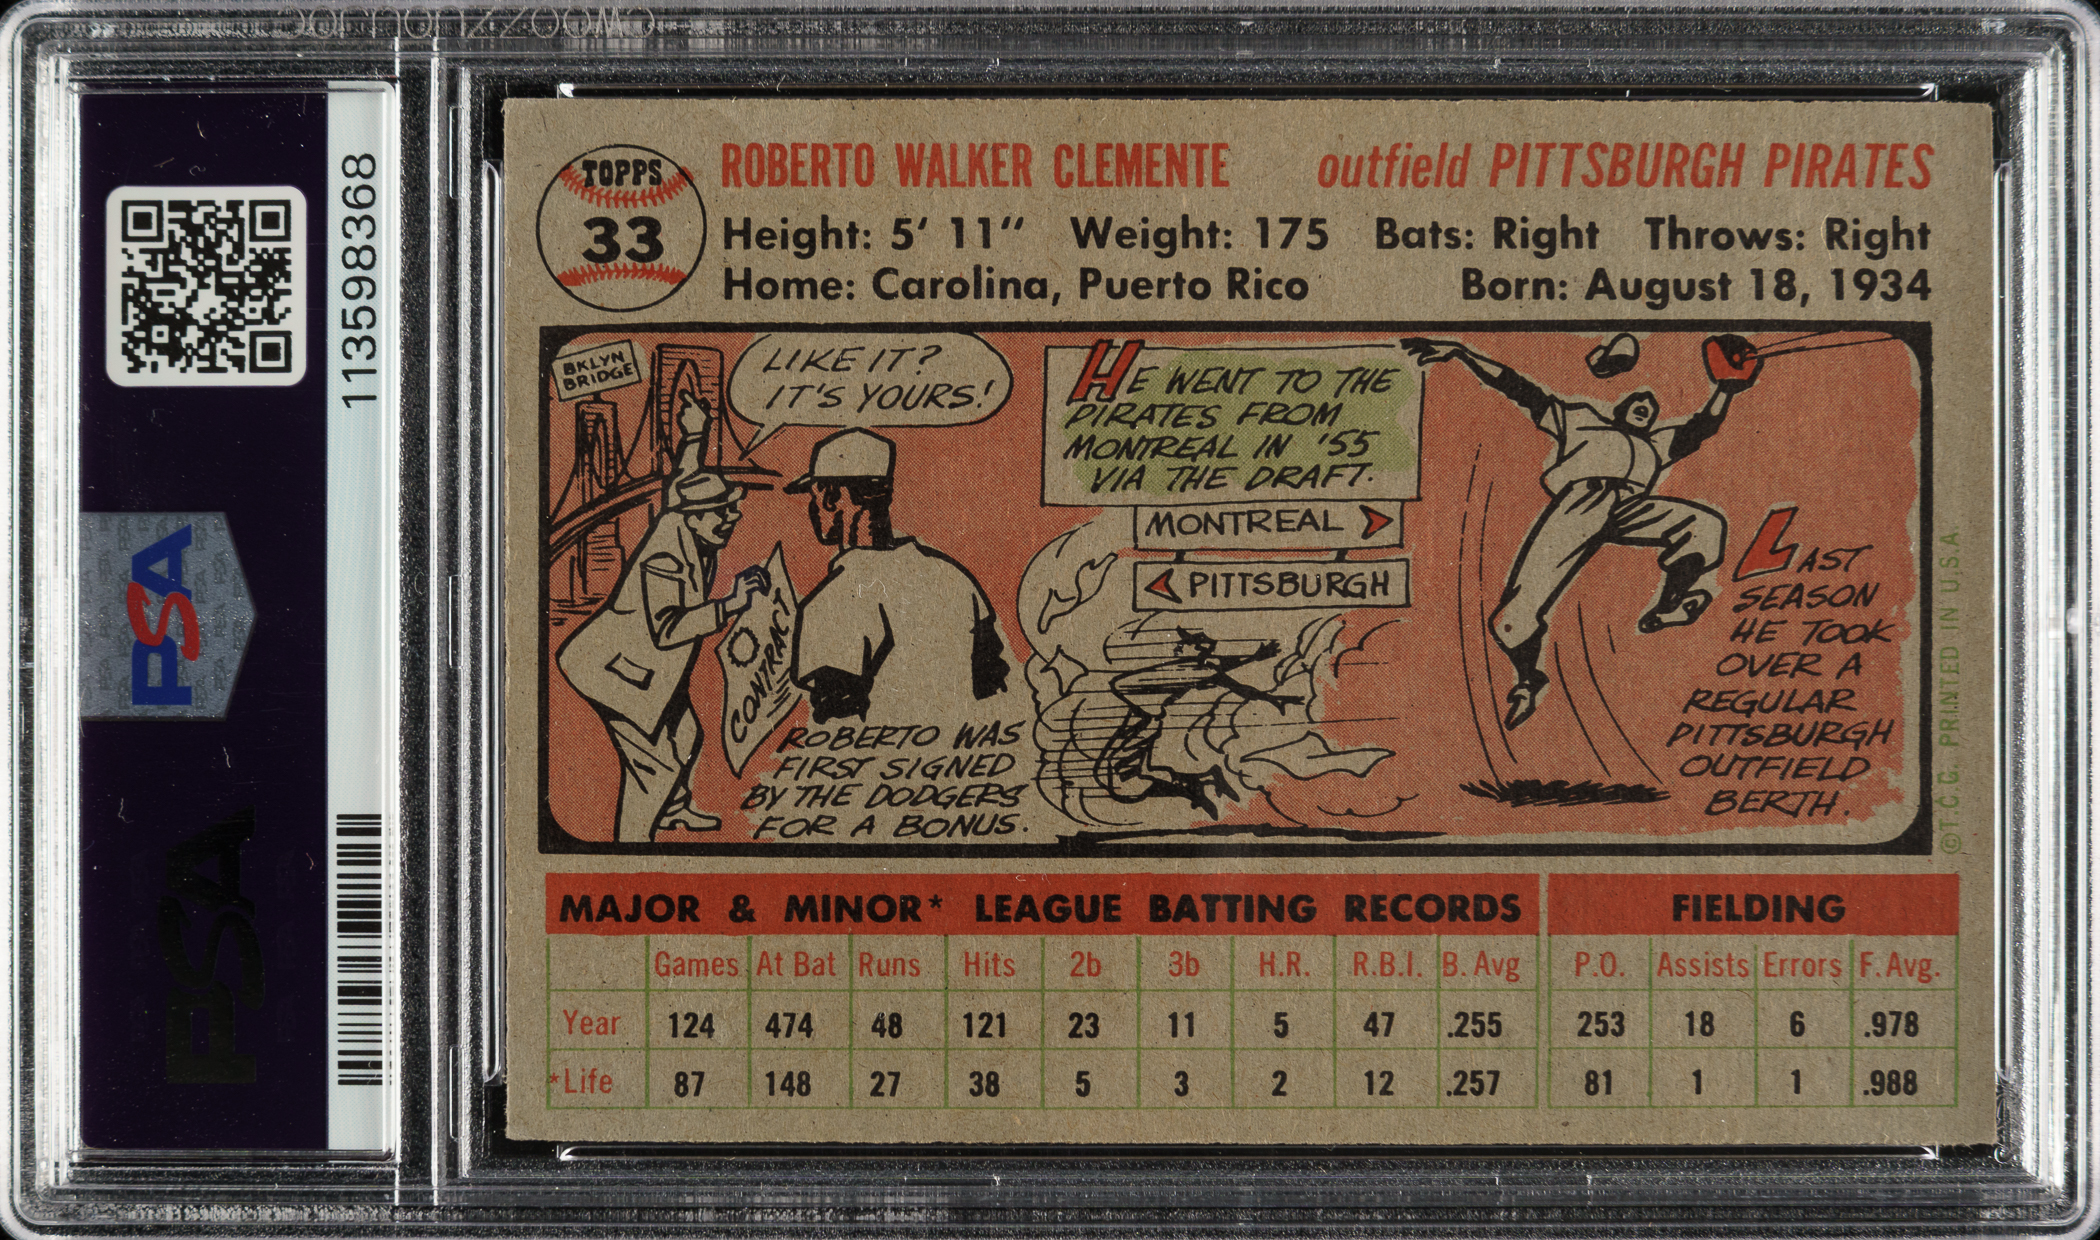 113598368
PSA
PSA
TOPPS
33
ROBERTO WALKER CLEMENTE outfield PITTSBURGH PIRATES
Height: 5' 11" Weight: 175 Bats: Right Throws: Right
Home: Carolina, Puerto Rico Born: August 18, 1934
BKLYN
BRIDGE
LIKE IT?
IT'S YOURS!
CONTRACT
ROBERTO WAS
FIRST SIGNED
BY THE DODGERS
FOR A BONUS.
HE WENT TO THE
PIRATES FROM
MONTREAL IN '55
VIA THE DRAFT.
MONTREAL
PITTSBURGH
LAST
SEASON
HE TOOK
OVER A
REGULAR
PITTSBURGH
OUTFIELD
BERTH.
©T.C.G. PRINTED IN U.S.A.
MAJOR & MINOR* LEAGUE BATTING RECORDS FIELDING
Games At Bat Runs Hits 2b 3b H.R. R.B.I. B. Avg P.O. Assists Errors F. Avg.
Year 124 474 48 121 23 11 5 47 .255 253 18 6 .978
*Life 87 148 27 38 5 3 2 12 .257 81 1 1 .988